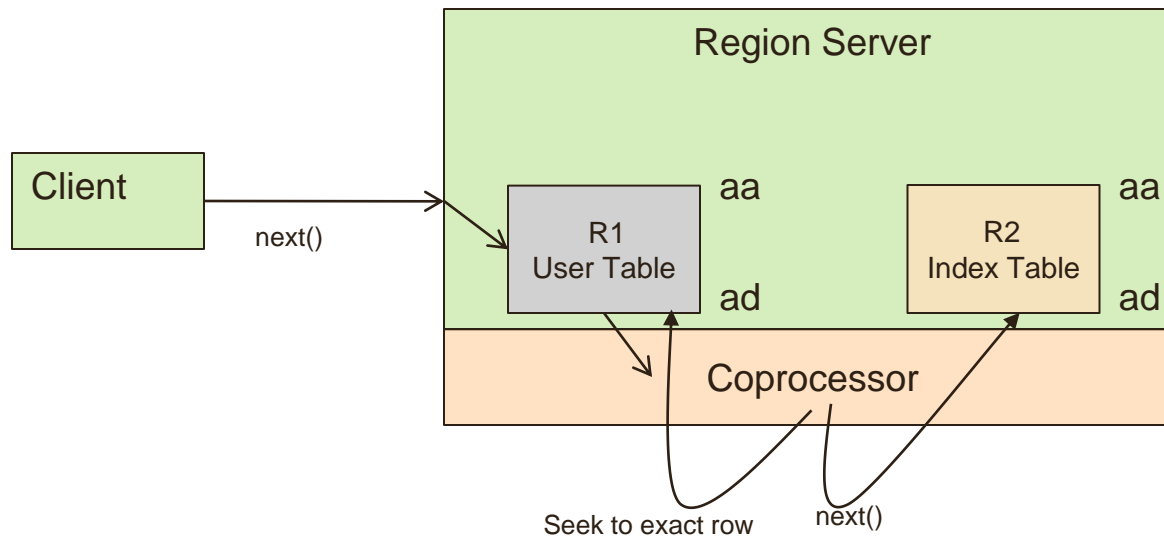 Region Server
Client
next()
aa
aa
R1
User Table
R2
Index Table
ad
ad
Coprocessor
Seek to exact row
next()